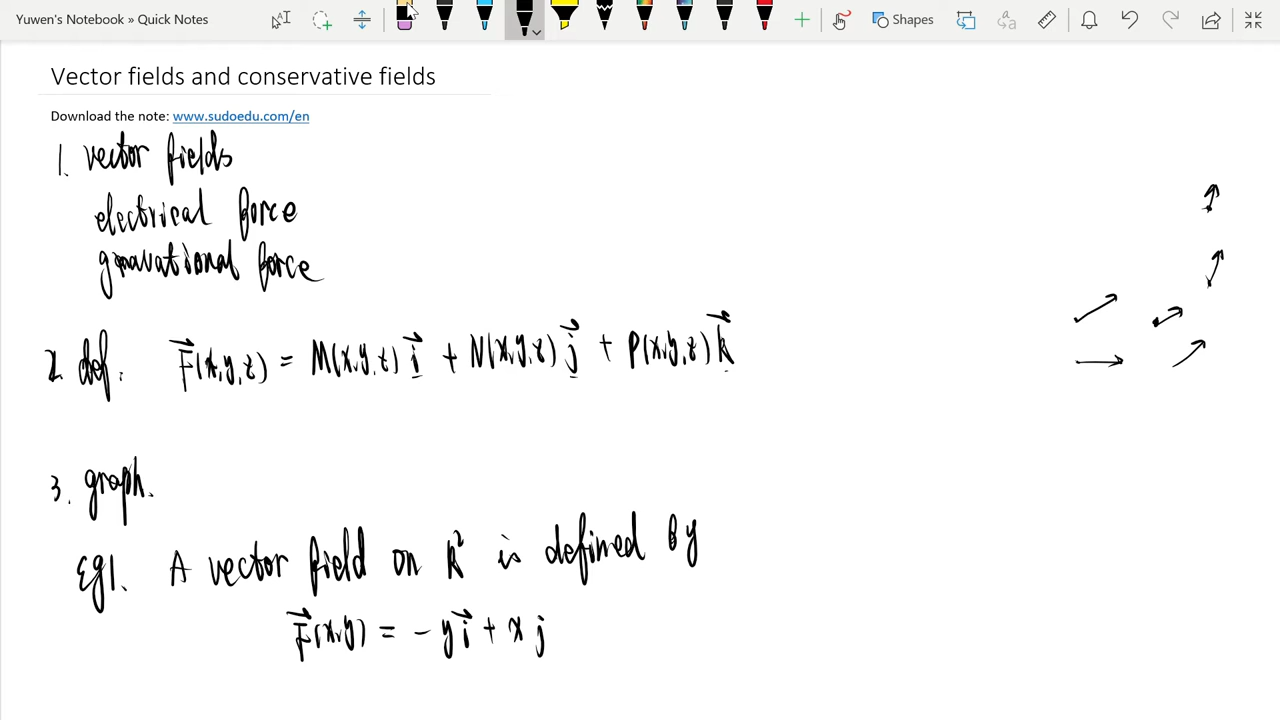 Yuwen's Notebook » Quick Notes
Shapes
Vector fields and conservative fields
Download the note: www.sudoedu.com/en
1. vector fields
electrical force
gravational force
2. def. F⃗(x,y,z) = M(x,y,z) i⃗ + N(x,y,z) j⃗ + P(x,y,z) k⃗
3. graph.
Eg1. A vector field on R² is defined by
F⃗(x,y) = - y i⃗ + x j